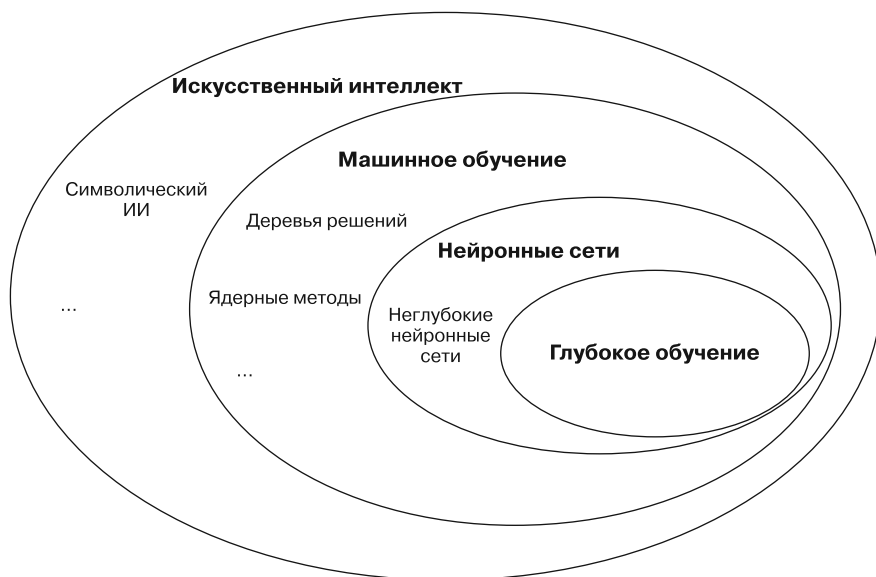 Искусственный интеллект
Машинное обучение
Символический
ИИ
Деревья решений
Нейронные сети
Ядерные методы
...
Неглубокие
нейронные
сети
Глубокое обучение
...